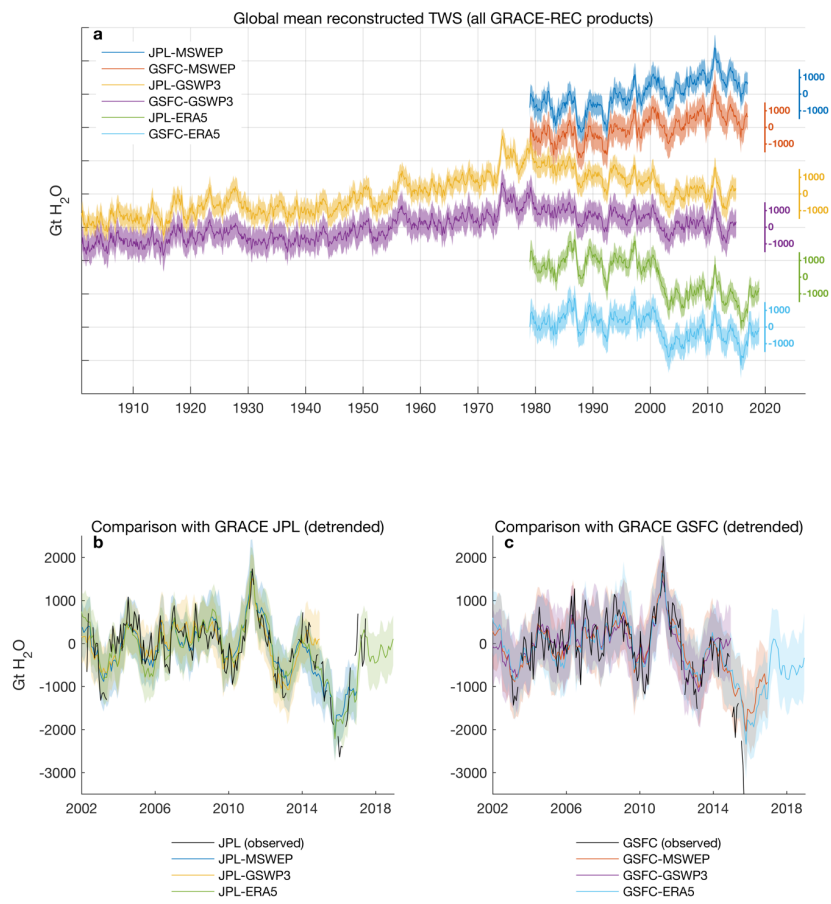 Global mean reconstructed TWS (all GRACE-REC products)
a
JPL-MSWEP
GSFC-MSWEP
JPL-GSWP3
GSFC-GSWP3
JPL-ERA5
GSFC-ERA5
Gt H2O
1000
0
-1000
1000
0
-1000
1000
0
1000
0
-1000
1000
0
-1000
1000
0
-1000
1910 1920 1930 1940 1950 1960 1970 1980 1990 2000 2010 2020
Comparison with GRACE JPL (detrended)
b
Gt H2O
2000
1000
0
-1000
-2000
-3000
2002 2006 2010 2014 2018
JPL (observed)
JPL-MSWEP
JPL-GSWP3
JPL-ERA5
Comparison with GRACE GSFC (detrended)
c
2000
1000
0
-1000
-2000
-3000
2002 2006 2010 2014 2018
GSFC (observed)
GSFC-MSWEP
GSFC-GSWP3
GSFC-ERA5